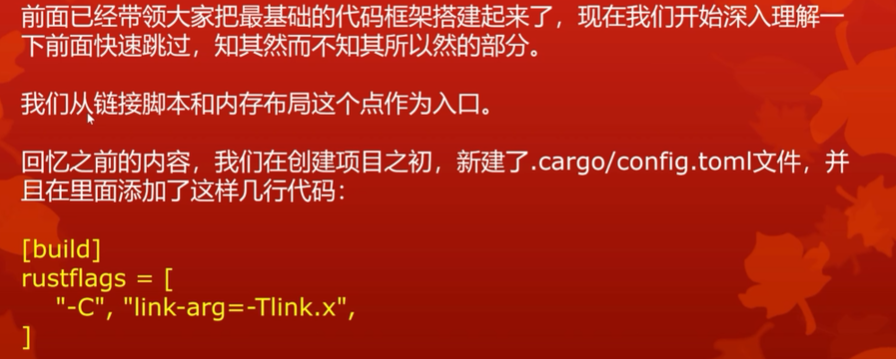 前面已经带领大家把最基础的代码框架搭建起来了，现在我们开始深入理解一
下前面快速跳过，知其然而不知其所以然的部分。
我们从链接脚本和内存布局这个点作为入口。
回忆之前的内容，我们在创建项目之初，新建了.cargo/config.toml文件，并
且在里面添加了这样几行代码：
[build]
rustflags = [
    "-C", "link-arg=-Tlink.x",
]